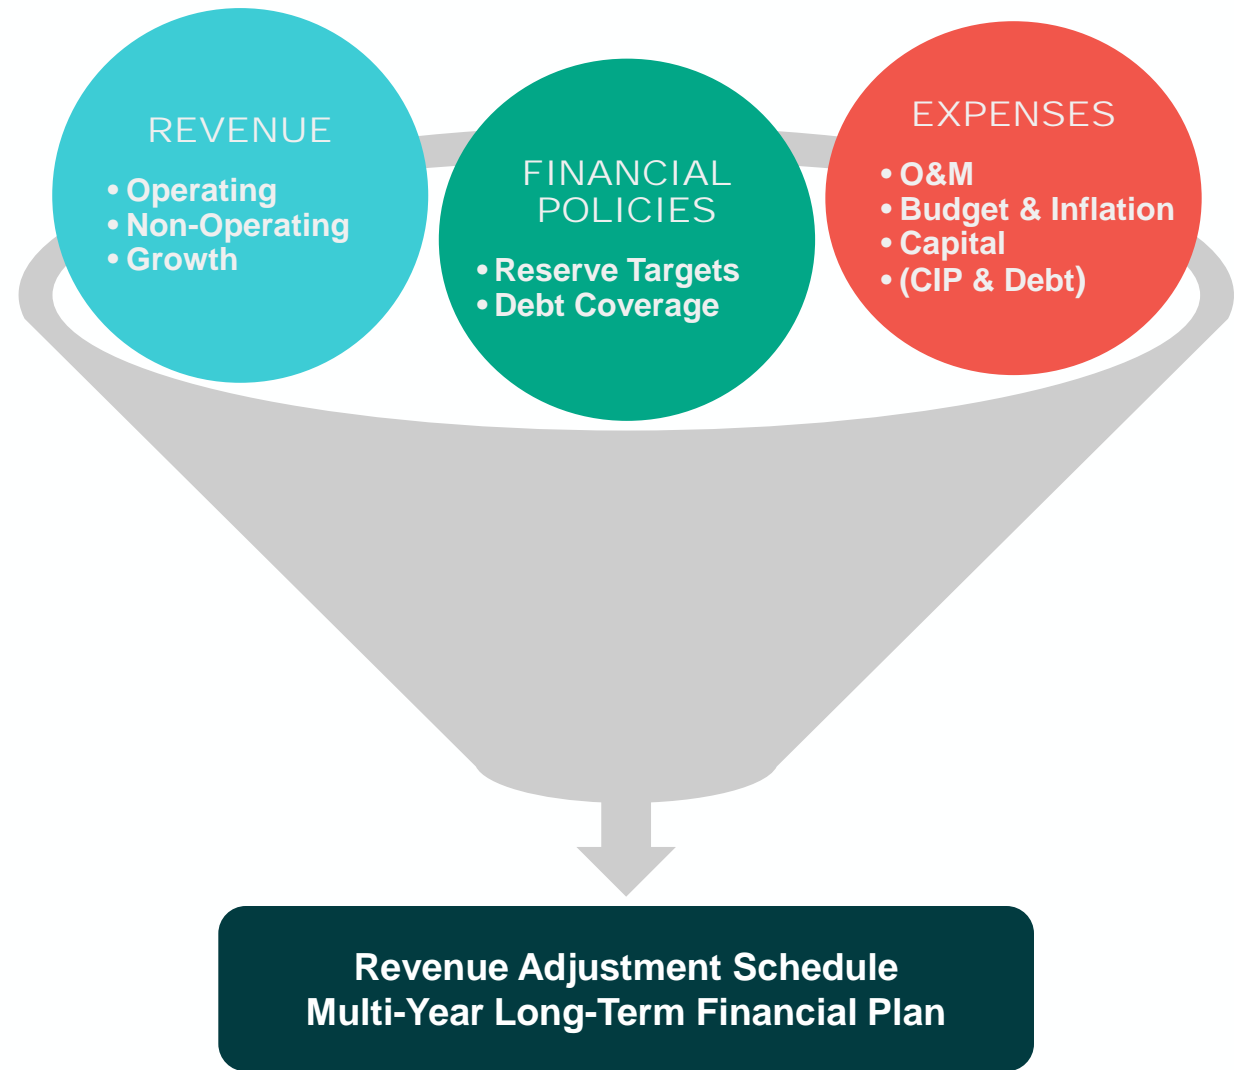 REVENUE
• Operating
• Non-Operating
• Growth
FINANCIAL
POLICIES
• Reserve Targets
• Debt Coverage
EXPENSES
• O&M
• Budget & Inflation
• Capital
• (CIP & Debt)
Revenue Adjustment Schedule
Multi-Year Long-Term Financial Plan